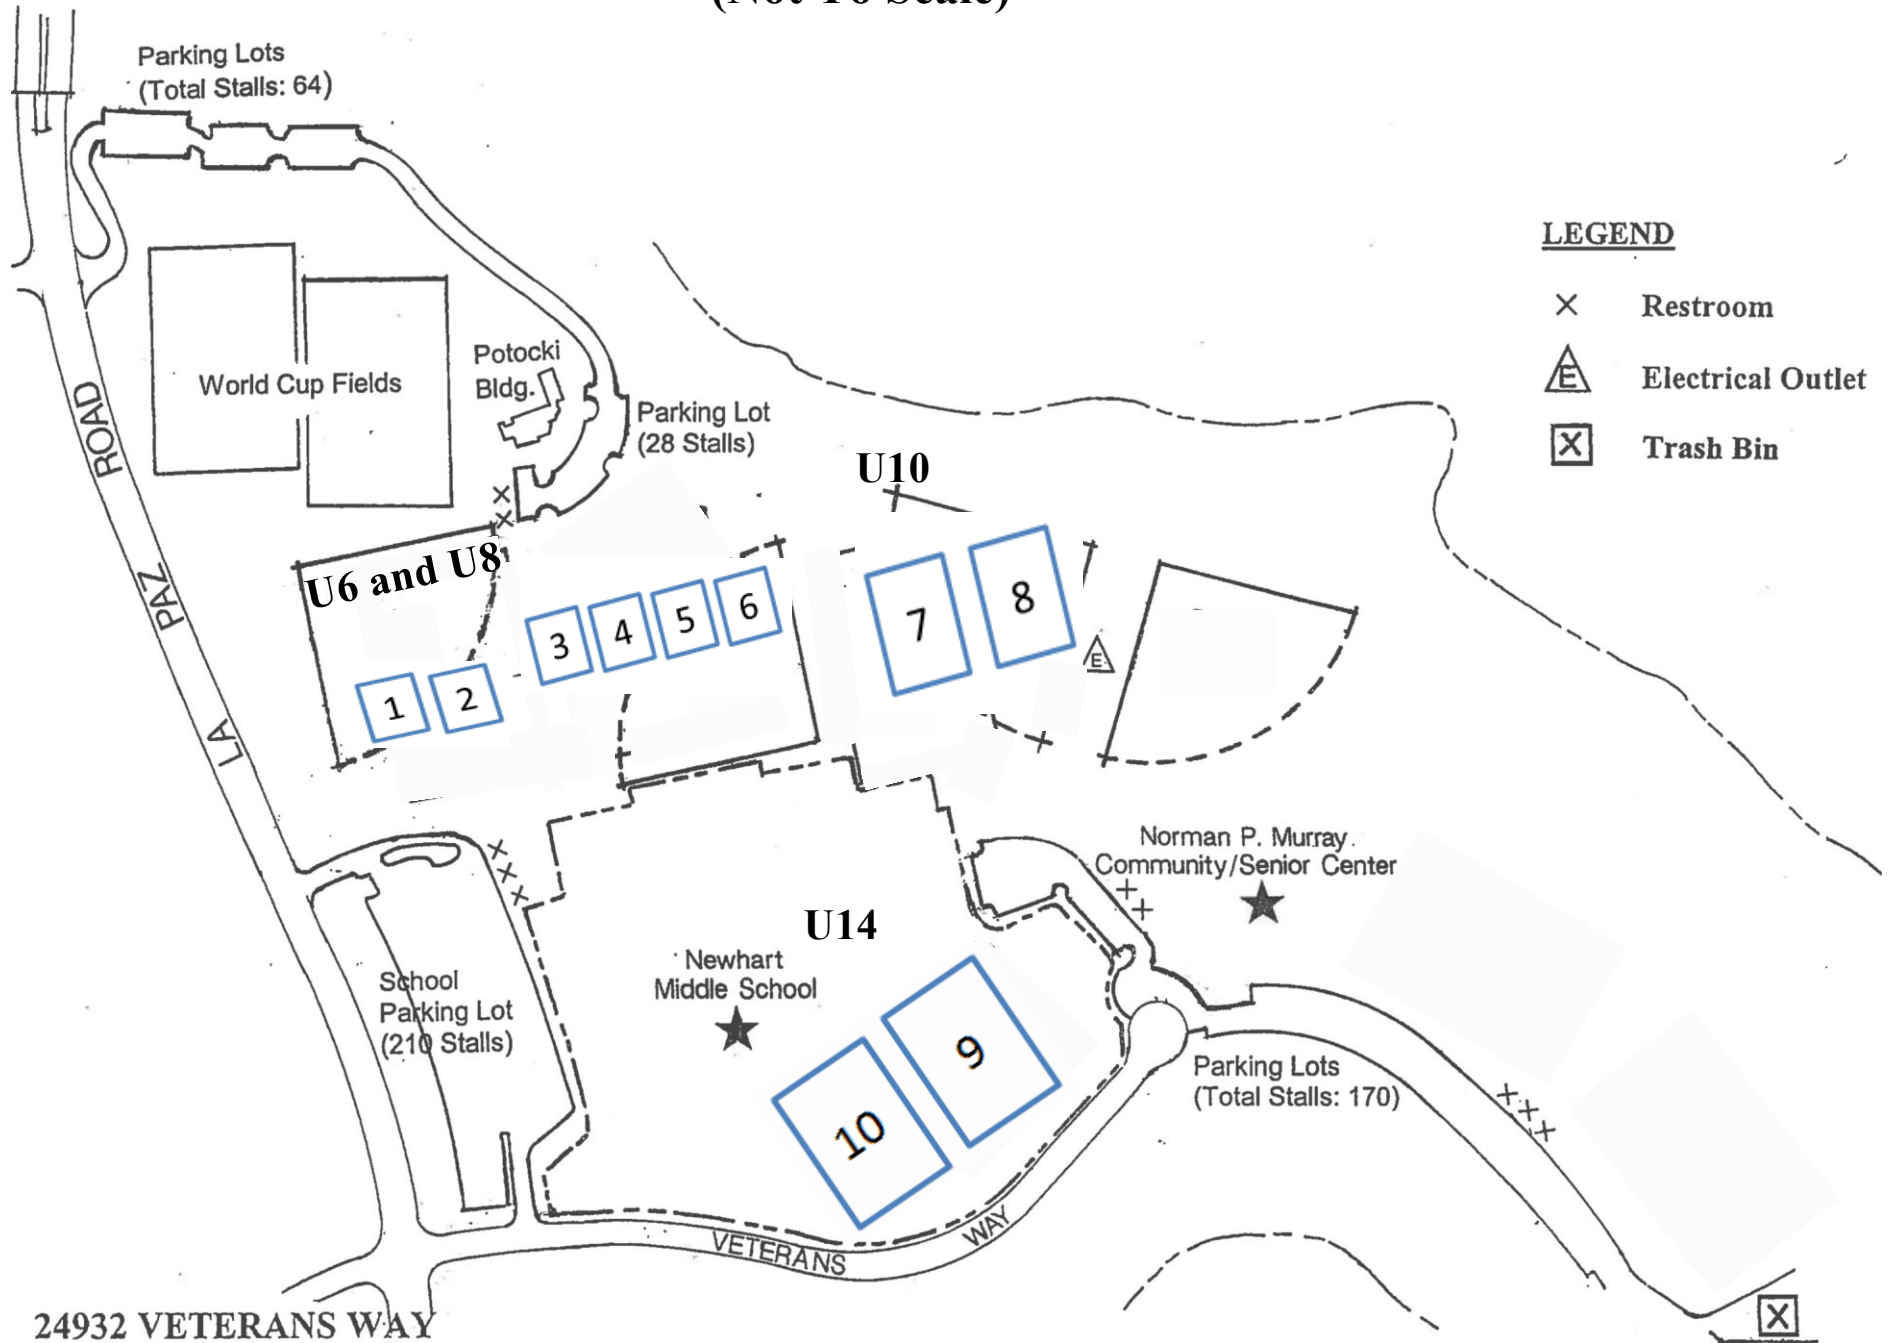 (Not To Scale)
Parking Lots
(Total Stalls: 64)
LEGEND
Restroom
E
Electrical Outlet
X
Trash Bin
World Cup Fields
Potocki
Bldg.
Parking Lot
(28 Stalls)
LA PAZ ROAD
U10
U6 and U8
1
2
3
4
5
6
7
8
E
Norman P. Murray
Community/Senior Center
U14
Newhart
Middle School
School
Parking Lot
(210 Stalls)
9
10
Parking Lots
(Total Stalls: 170)
VETERANS WAY
24932 VETERANS WAY
X